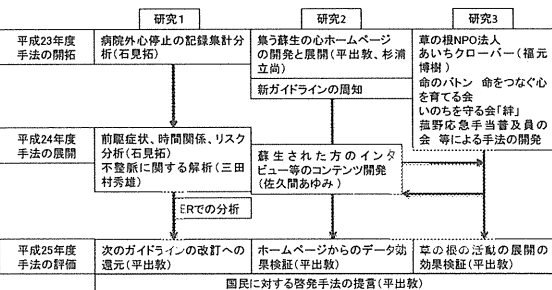 研究1
研究2
研究3
平成23年度
手法の開拓
病院外心停止の記録集計分
析(石見拓)
集う蘇生の心ホームページ
の開発と展開(平出敦、杉浦
立尚)
新ガイドラインの周知
草の根NPO法人
あいちクローバー(福元
博樹)
命のバトン 命をつなぐ心
を育てる会
いのちを守る会「絆」
菰野応急手当普及員の
会 等による手法の開発
平成24年度
手法の展開
前駆症状、時間関係、リスク
分析(石見拓)
不整脈に関する解析(三田
村秀雄)
蘇生された方のインタ
ビュー等のコンテンツ開発
(佐久間あゆみ)
ERでの分析
平成25年度
手法の評価
次のガイドラインの改訂への
還元(平出敦)
ホームページからのデータ効
果検証(平出敦)
草の根の活動の展開の
効果検証(平出敦)
国民に対する啓発手法の提言(平出敦)